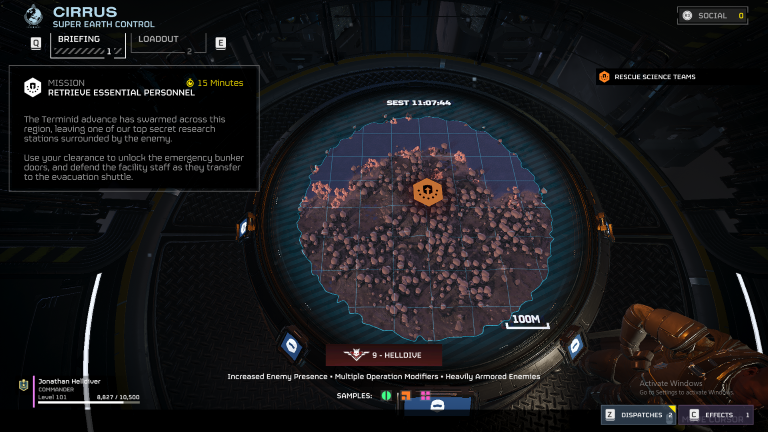 CIRRUS
SUPER EARTH CONTROL
Q
BRIEFING
1
LOADOUT
2
E
SOCIAL 0
MISSION
15 Minutes
RETRIEVE ESSENTIAL PERSONNEL
The Terminid advance has swarmed across this
region, leaving one of our top secret research
stations surrounded by the enemy.
Use your clearance to unlock the emergency bunker
doors, and defend the facility staff as they transfer
to the evacuation shuttle.
RESCUE SCIENCE TEAMS
SEST 11:07:44
100M
9 - HELLDIVE
Increased Enemy Presence • Multiple Operation Modifiers • Heavily Armored Enemies
SAMPLES:
Jonathan Helldiver
COMMANDER
Level 101
8,827 / 10,500
Activate Windows
Go to Settings to activate Windows.
Z DISPATCHES 2
C EFFECTS 1
MOVE CURSOR